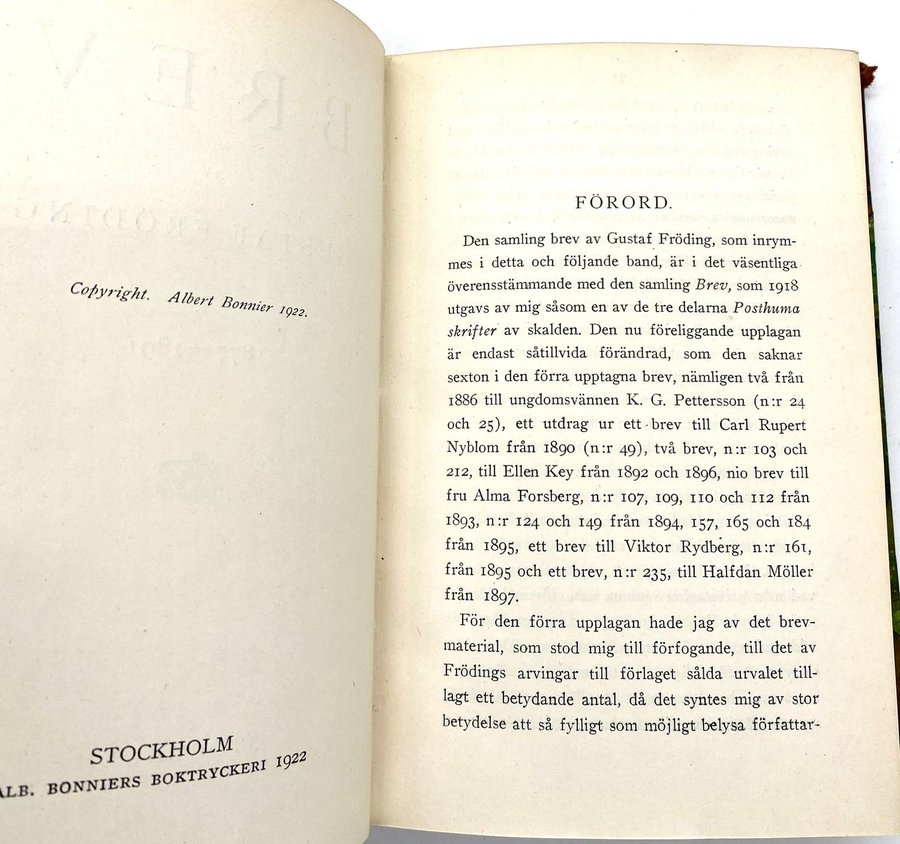 Copyright. Albert Bonnier 1922.
STOCKHOLM
ALB. BONNIERS BOKTRYCKERI 1922
FÖRORD.
Den samling brev av Gustaf Fröding, som inrym-
mes i detta och följande band, är i det väsentliga
överensstämmande med den samling Brev, som 1918
utgavs av mig såsom en av de tre delarna Posthuma
skrifter av skalden. Den nu föreliggande upplagan
är endast såtillvida förändrad, som den saknar
sexton i den förra upptagna brev, nämligen två från
1886 till ungdomsvännen K. G. Pettersson (n:r 24
och 25), ett utdrag ur ett brev till Carl Rupert
Nyblom från 1890 (n:r 49), två brev, n:r 103 och
212, till Ellen Key från 1892 och 1896, nio brev till
fru Alma Forsberg, n:r 107, 109, 110 och 112 från
1893, n:r 124 och 149 från 1894, 157, 165 och 184
från 1895, ett brev till Viktor Rydberg, n:r 161,
från 1895 och ett brev, n:r 235, till Halfdan Möller
från 1897.
För den förra upplagan hade jag av det brev-
material, som stod mig till förfogande, till det av
Frödings arvingar till förlaget sålda urvalet till-
lagt ett betydande antal, då det syntes mig av stor
betydelse att så fylligt som möjligt belysa författar-